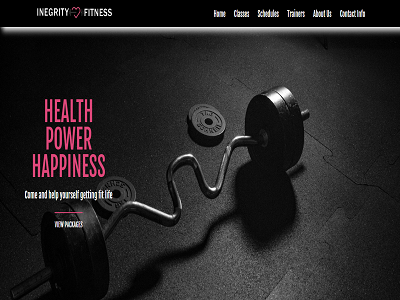 INEGRITY FITNESS
Home Classes Schedules Trainers About Us Contact Info
HEALTH
POWER
HAPPINESS
Come and help yourself getting fit life
VIEW PACKAGES